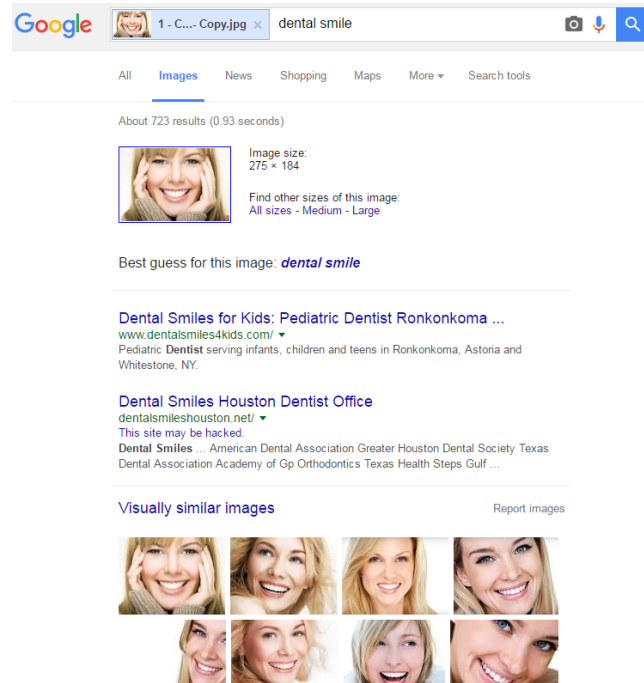 Google
1 - C...- Copy.jpg × dental smile
All Images News Shopping Maps More ▾ Search tools
About 723 results (0.93 seconds)
Image size:
275 × 184
Find other sizes of this image:
All sizes - Medium - Large
Best guess for this image: dental smile
Dental Smiles for Kids: Pediatric Dentist Ronkonkoma ...
www.dentalsmiles4kids.com/ ▾
Pediatric Dentist serving infants, children and teens in Ronkonkoma, Astoria and
Whitestone, NY.
Dental Smiles Houston Dentist Office
dentalsmileshouston.net/ ▾
This site may be hacked.
Dental Smiles ... American Dental Association Greater Houston Dental Society Texas
Dental Association Academy of Gp Orthodontics Texas Health Steps Gulf ...
Visually similar images Report images